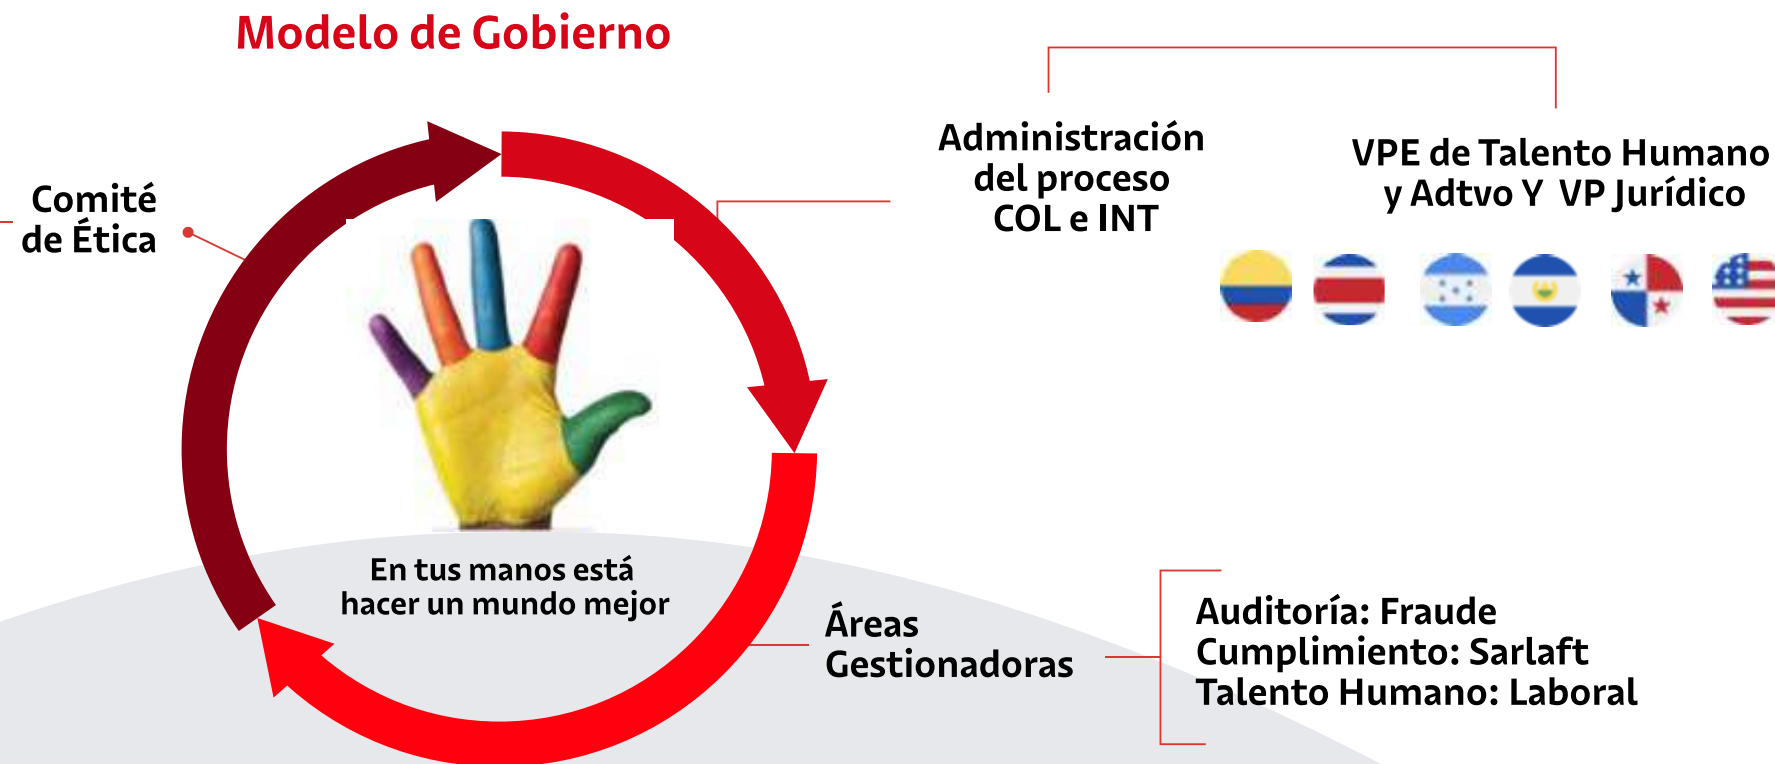 Modelo de Gobierno
Comité
de Ética
Administración
del proceso
COL e INT
VPE de Talento Humano
y Adtvo Y VP Jurídico
En tus manos está
hacer un mundo mejor
Áreas
Gestionadoras
Auditoría: Fraude
Cumplimiento: Sarlaft
Talento Humano: Laboral